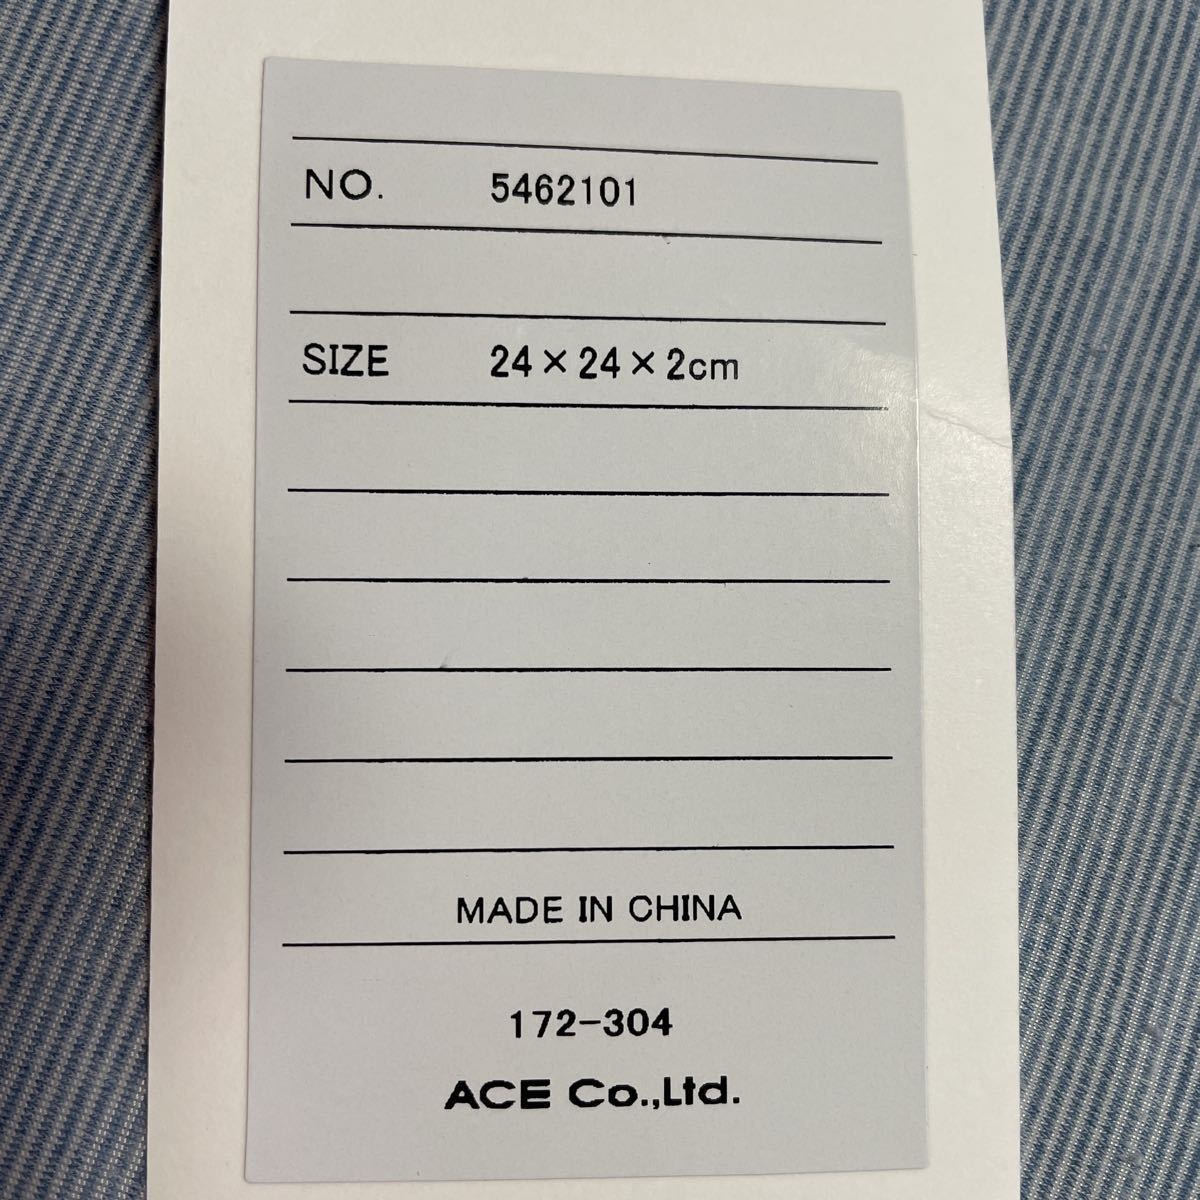 NO. 5462101
SIZE 24×24×2cm
MADE IN CHINA
172-304
ACE Co.,Ltd.